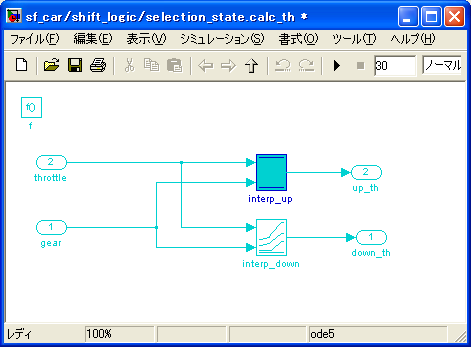 sf_car/shift_logic/selection_state.calc_th *
ファイル(F) 編集(E) 表示(V) シミュレーション(S) 書式(O) ツール(T) ヘルプ(H)
30 ノーマル
f()
f
2
throttle
1
gear
interp_up
interp_down
2
up_th
1
down_th
レディ 100% ode5